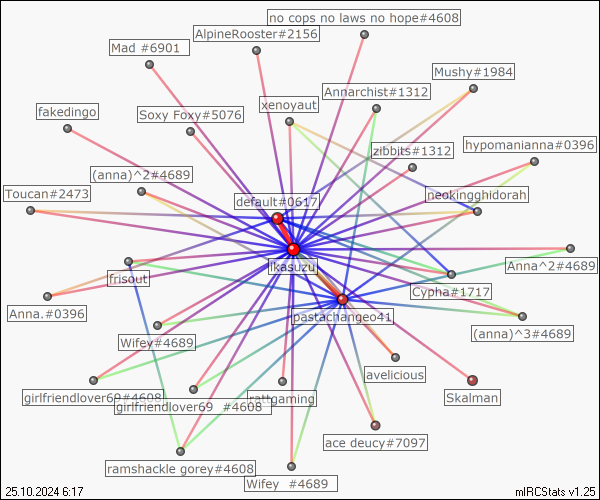 no cops no laws no hope#4608
AlpineRooster#2156
Mad #6901
Mushy#1984
Annarchist#1312
xenoyaut
fakedingo
Soxy Foxy#5076
zibbits#1312
hypomanianna#0396
(anna)^2#4689
Toucan#2473
default#0617
neokingghidorah
ikasuzu
Anna^2#4689
frisout
Cypha#1717
Anna.#0396
pastachangeo41
(anna)^3#4689
Wifey#4689
avelicious
girlfriendlover69#4608
rattgaming
Skalman
girlfriendlover69 #4608
ace deucy#7097
ramshackle gorey#4608
Wifey #4689
25.10.2024 6:17
mIRCStats v1.25